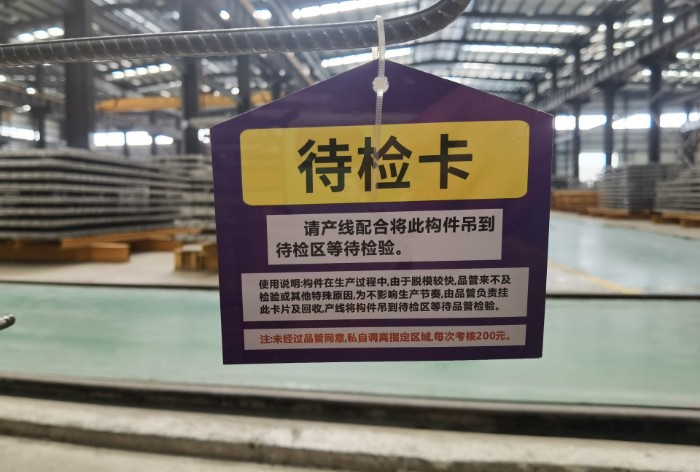 待检卡
请产线配合将此构件吊到
待检区等待检验。
使用说明:构件在生产过程中,由于脱模较快,品管来不及
检验或其他特殊原因,为不影响生产节奏,由品管负责挂
此卡片及回收,产线将构件吊到待检区等待品管检验。
注:未经过品管同意,私自调离指定区域,每次考核200元。